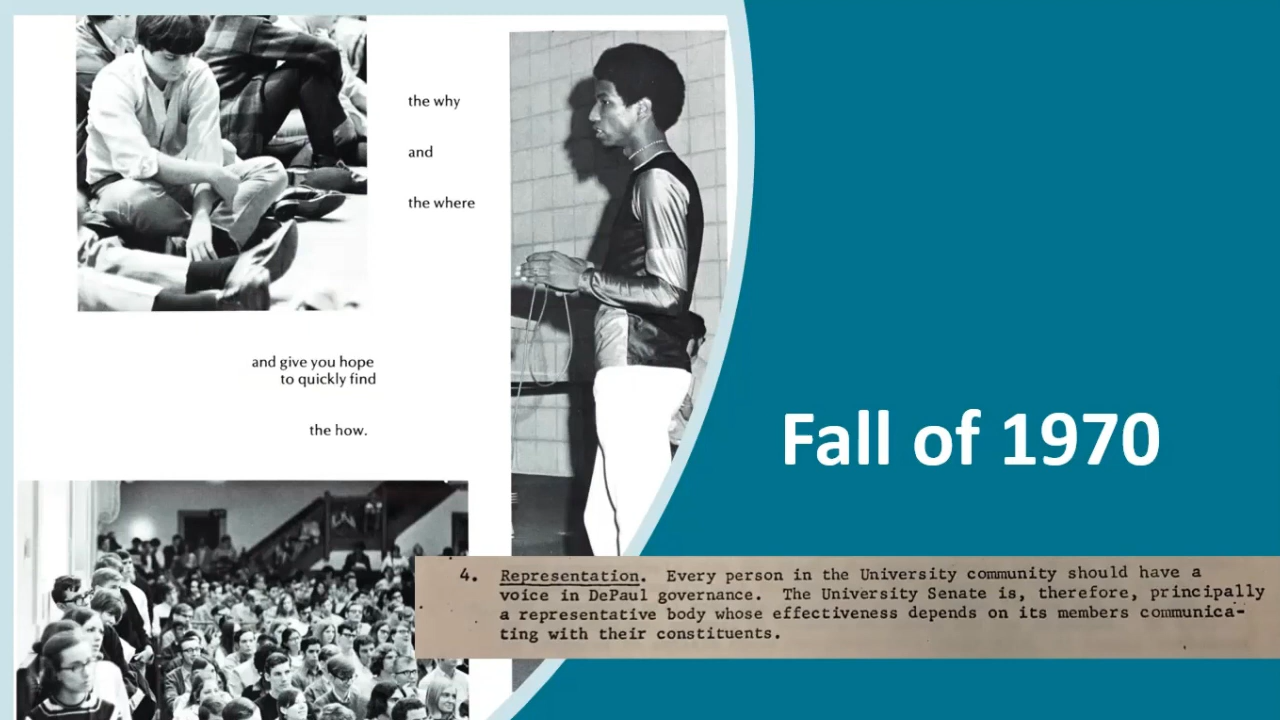 the why
and
the where
and give you hope
to quickly find
the how.
Fall of 1970
4. Representation. Every person in the University community should have a
voice in DePaul governance. The University Senate is, therefore, principally
a representative body whose effectiveness depends on its members communica-
ting with their constituents.